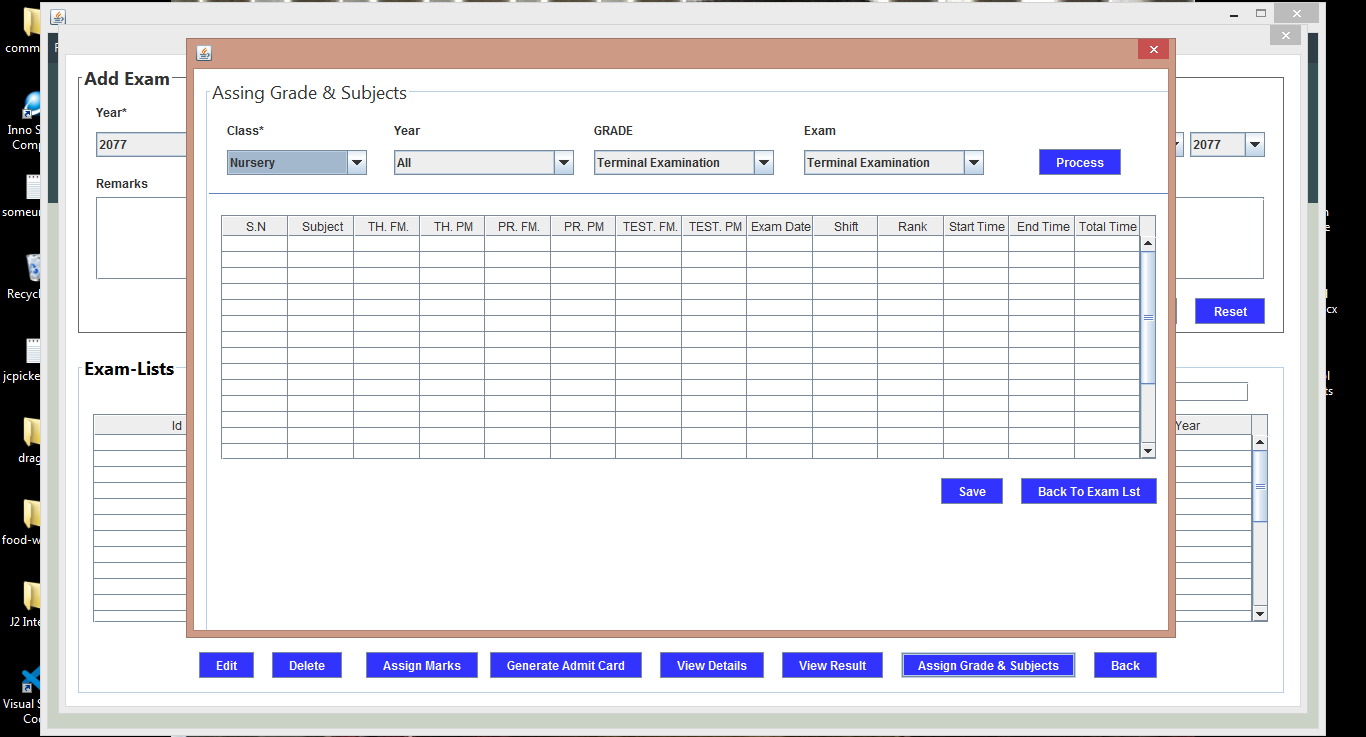 comm
Inno S
Comp
someu
Recycl
jcpicke
drag
food-w
J2 Inte
Visual S
Co
Add Exam
Year*
2077
Remarks
2077
Reset
Exam-Lists
Id
Year
Assing Grade & Subjects
Class* Year GRADE Exam
Nursery All Terminal Examination Terminal Examination Process
S.N Subject TH. FM. TH. PM PR. FM. PR. PM TEST. FM. TEST. PM Exam Date Shift Rank Start Time End Time Total Time
Save Back To Exam Lst
Edit Delete Assign Marks Generate Admit Card View Details View Result Assign Grade & Subjects Back